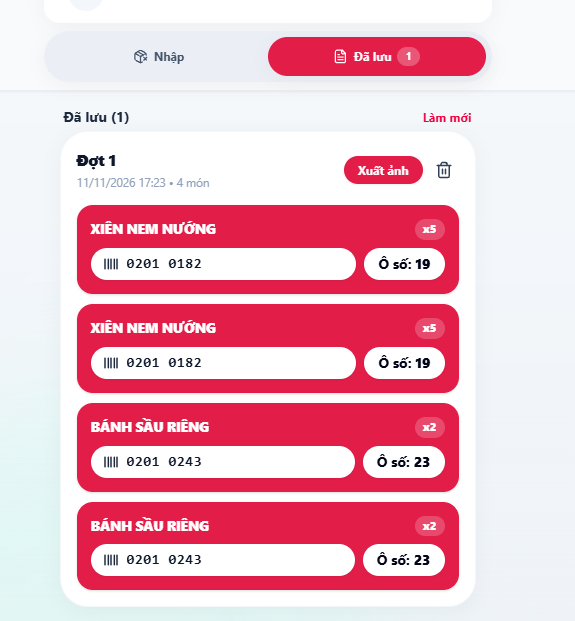 Nhập
Đã lưu 1
Đã lưu (1)
Làm mới
Đợt 1
Xuất ảnh
11/11/2026 17:23 • 4 món
XIÊN NEM NƯỚNG
x5
0201 0182
Ô số: 19
XIÊN NEM NƯỚNG
x5
0201 0182
Ô số: 19
BÁNH SẦU RIÊNG
x2
0201 0243
Ô số: 23
BÁNH SẦU RIÊNG
x2
0201 0243
Ô số: 23